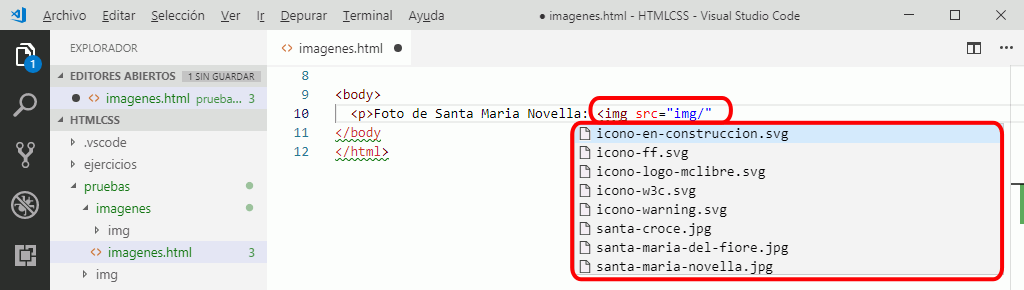 Archivo Editar Selección Ver Ir Depurar Terminal Ayuda ● imagenes.html - HTMLCSS - Visual Studio Code
EXPLORADOR
EDITORES ABIERTOS 1 SIN GUARDAR
● <> imagenes.html prueba... 3
HTMLCSS
.vscode
ejercicios
pruebas
imagenes
img
<> imagenes.html 3
img
1
<> imagenes.html ●
8
9 <body>
10 <p>Foto de Santa Maria Novella: <img src="img/"
11 </body
12 </html>
icono-en-construccion.svg
icono-ff.svg
icono-logo-mclibre.svg
icono-w3c.svg
icono-warning.svg
santa-croce.jpg
santa-maria-del-fiore.jpg
santa-maria-novella.jpg